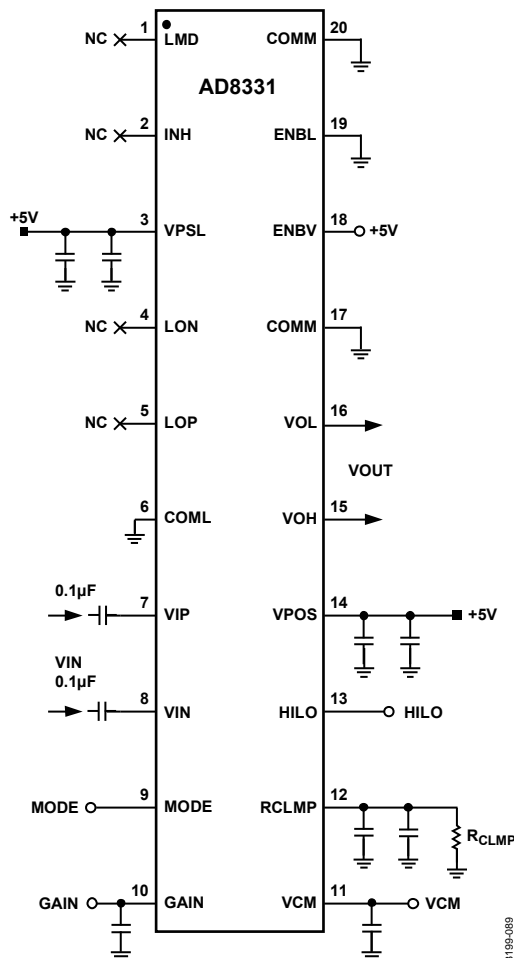 AD8331
NC 1 LMD
COMM 20
NC 2 INH
ENBL 19
+5V 3 VPSL
ENBV 18 +5V
NC 4 LON
COMM 17
NC 5 LOP
VOL 16
VOUT
6 COML
VOH 15
0.1µF
7 VIP
VPOS 14 +5V
VIN
0.1µF
8 VIN
HILO 13 HILO
MODE 9 MODE
RCLMP 12
RCLMP
GAIN 10 GAIN
VCM 11 VCM
3199-089